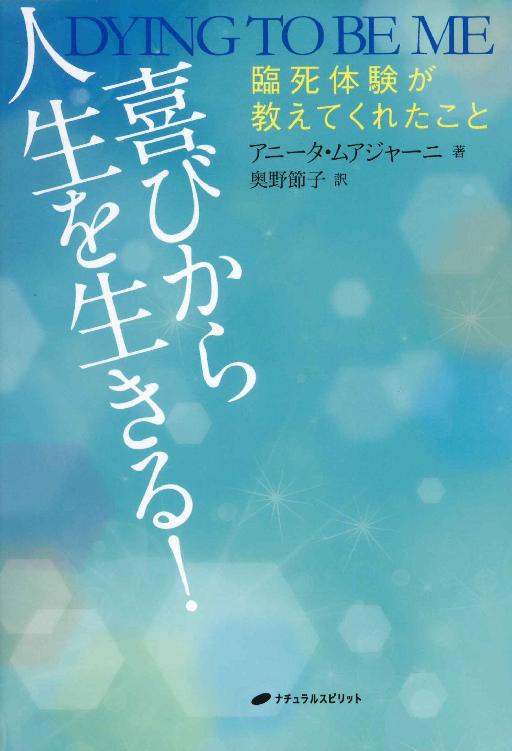 DYING TO BE ME
喜びから
人生を生きる!
臨死体験が
教えてくれたこと
アニータ・ムアジャーニ 著
奥野節子 訳
ナチュラルスピリット